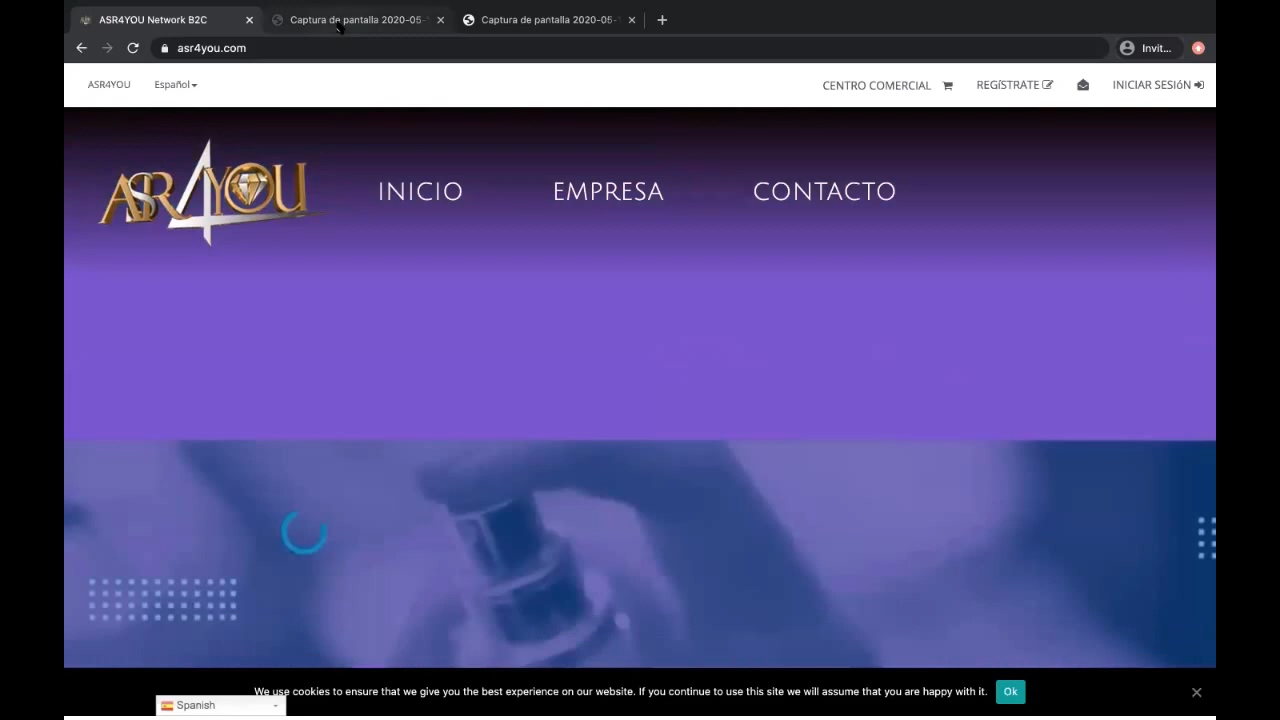 ASR4YOU Network B2C
Captura de pantalla 2020-05-
Captura de pantalla 2020-05-
asr4you.com
Invit...
ASR4YOU
Español
CENTRO COMERCIAL
REGíSTRATE
INICIAR SESIóN
ASR4YOU
INICIO
EMPRESA
CONTACTO
We use cookies to ensure that we give you the best experience on our website. If you continue to use this site we will assume that you are happy with it.
Ok
Spanish